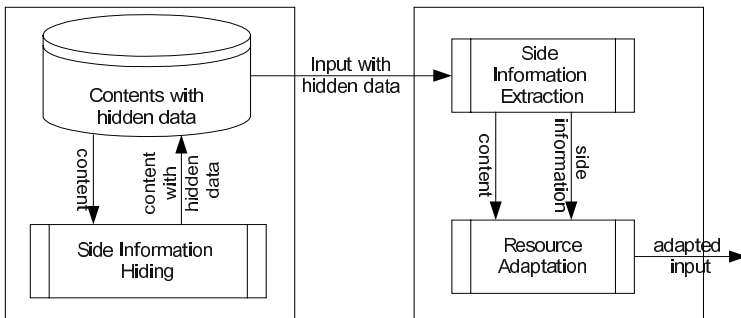 Contents with
hidden data
content
content
with
hidden
data
Side Information
Hiding
Input with
hidden data
Side
Information
Extraction
content
side
information
Resource
Adaptation
adapted
input